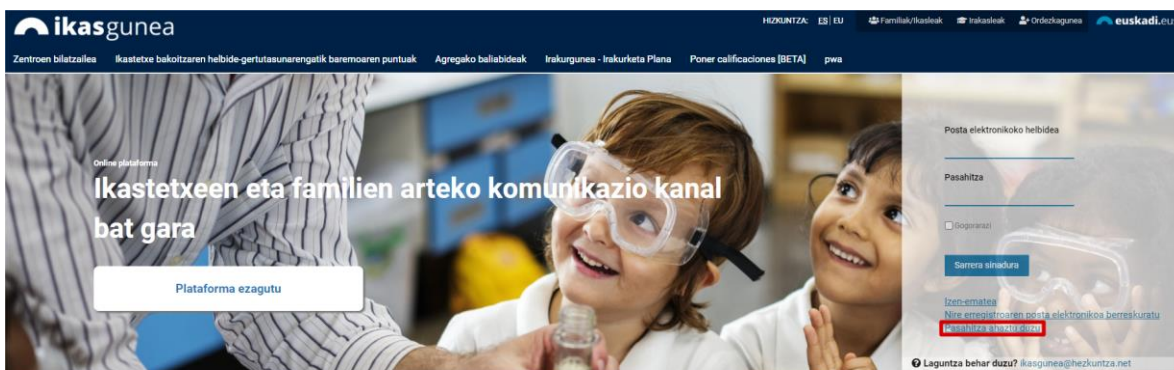 ikasgunea
HIZKUNTZA: ES | EU Familiak/Ikasleak Irakasleak Ordezkagunea euskadi.eus
Zentroen bilatzailea Ikastetxe bakoitzaren helbide-gertutasunarengatik baremoaren puntuak Agregako baliabideak Irakurgunea - Irakurketa Plana Poner calificaciones [BETA] pwa
Online plataforma
Ikastetxeen eta familien arteko komunikazio kanal
bat gara
Plataforma ezagutu
Posta elektronikoko helbidea
Pasahitza
Gogorarazi
Sarrera sinadura
Izen-ematea
Nire erregistroaren posta elektronikoa berreskuratu
Pasahitza ahaztu duzu
Laguntza behar duzu? ikasgunea@hezkuntza.net